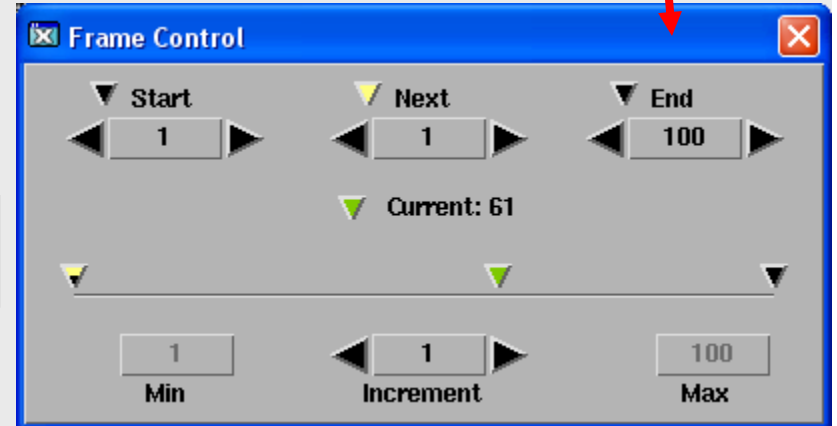 Frame Control
Start Next End
1 1 100
Current: 61
1 1 100
Min Increment Max